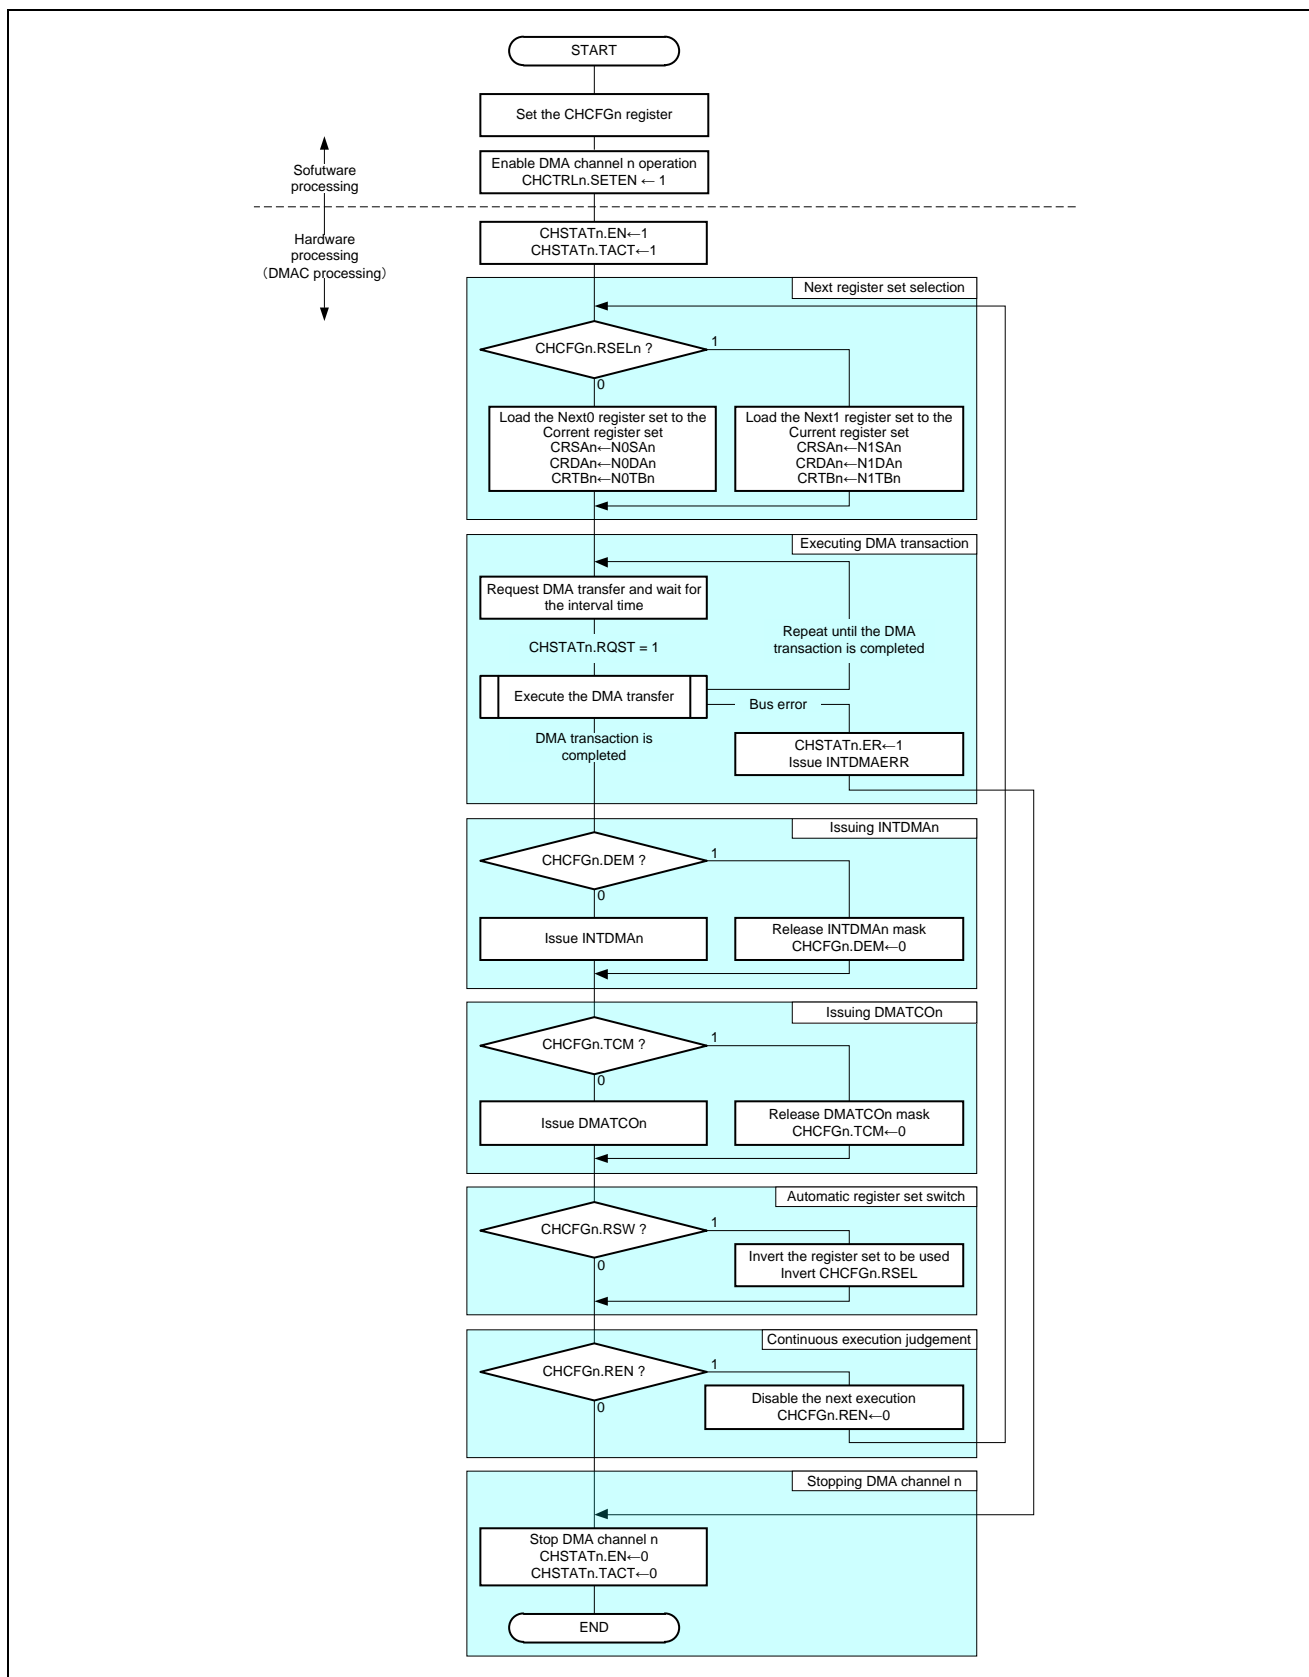 START
Set the CHCFGn register
Sofutware
processing
Enable DMA channel n operation
CHCTRLn.SETEN ← 1
Hardware
processing
(DMAC processing)
CHSTATn.EN←1
CHSTATn.TACT←1
Next register set selection
CHCFGn.RSELn ?
1
0
Load the Next0 register set to the
Corrent register set
CRSAn←N0SAn
CRDAn←N0DAn
CRTBn←N0TBn
Load the Next1 register set to the
Current register set
CRSAn←N1SAn
CRDAn←N1DAn
CRTBn←N1TBn
Executing DMA transaction
Request DMA transfer and wait for
the interval time
Repeat until the DMA
transaction is completed
CHSTATn.RQST = 1
Execute the DMA transfer
Bus error
DMA transaction is
completed
CHSTATn.ER←1
Issue INTDMAERR
Issuing INTDMAn
CHCFGn.DEM ?
1
0
Issue INTDMAn
Release INTDMAn mask
CHCFGn.DEM←0
Issuing DMATCOn
CHCFGn.TCM ?
1
0
Issue DMATCOn
Release DMATCOn mask
CHCFGn.TCM←0
Automatic register set switch
CHCFGn.RSW ?
1
0
Invert the register set to be used
Invert CHCFGn.RSEL
Continuous execution judgement
CHCFGn.REN ?
1
0
Disable the next execution
CHCFGn.REN←0
Stopping DMA channel n
Stop DMA channel n
CHSTATn.EN←0
CHSTATn.TACT←0
END